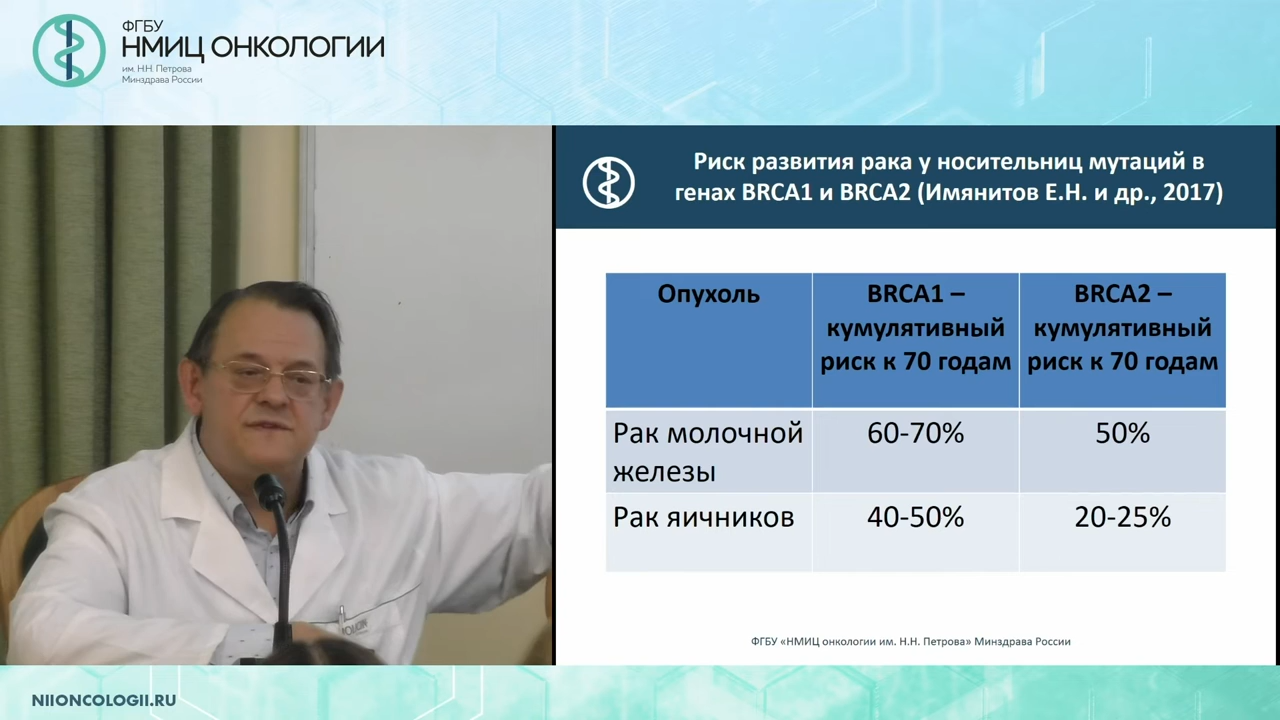 ФГБУ
НМИЦ ОНКОЛОГИИ
им. Н.Н. Петрова
Минздрава России
Риск развития рака у носительниц мутаций в
генах BRCA1 и BRCA2 (Имянитов Е.Н. и др., 2017)
Опухоль
BRCA1 –
кумулятивный
риск к 70 годам
BRCA2 –
кумулятивный
риск к 70 годам
Рак молочной
железы
60-70%
50%
Рак яичников
40-50%
20-25%
ФГБУ «НМИЦ онкологии им. Н.Н. Петрова» Минздрава России
NIIONCOLOGII.RU